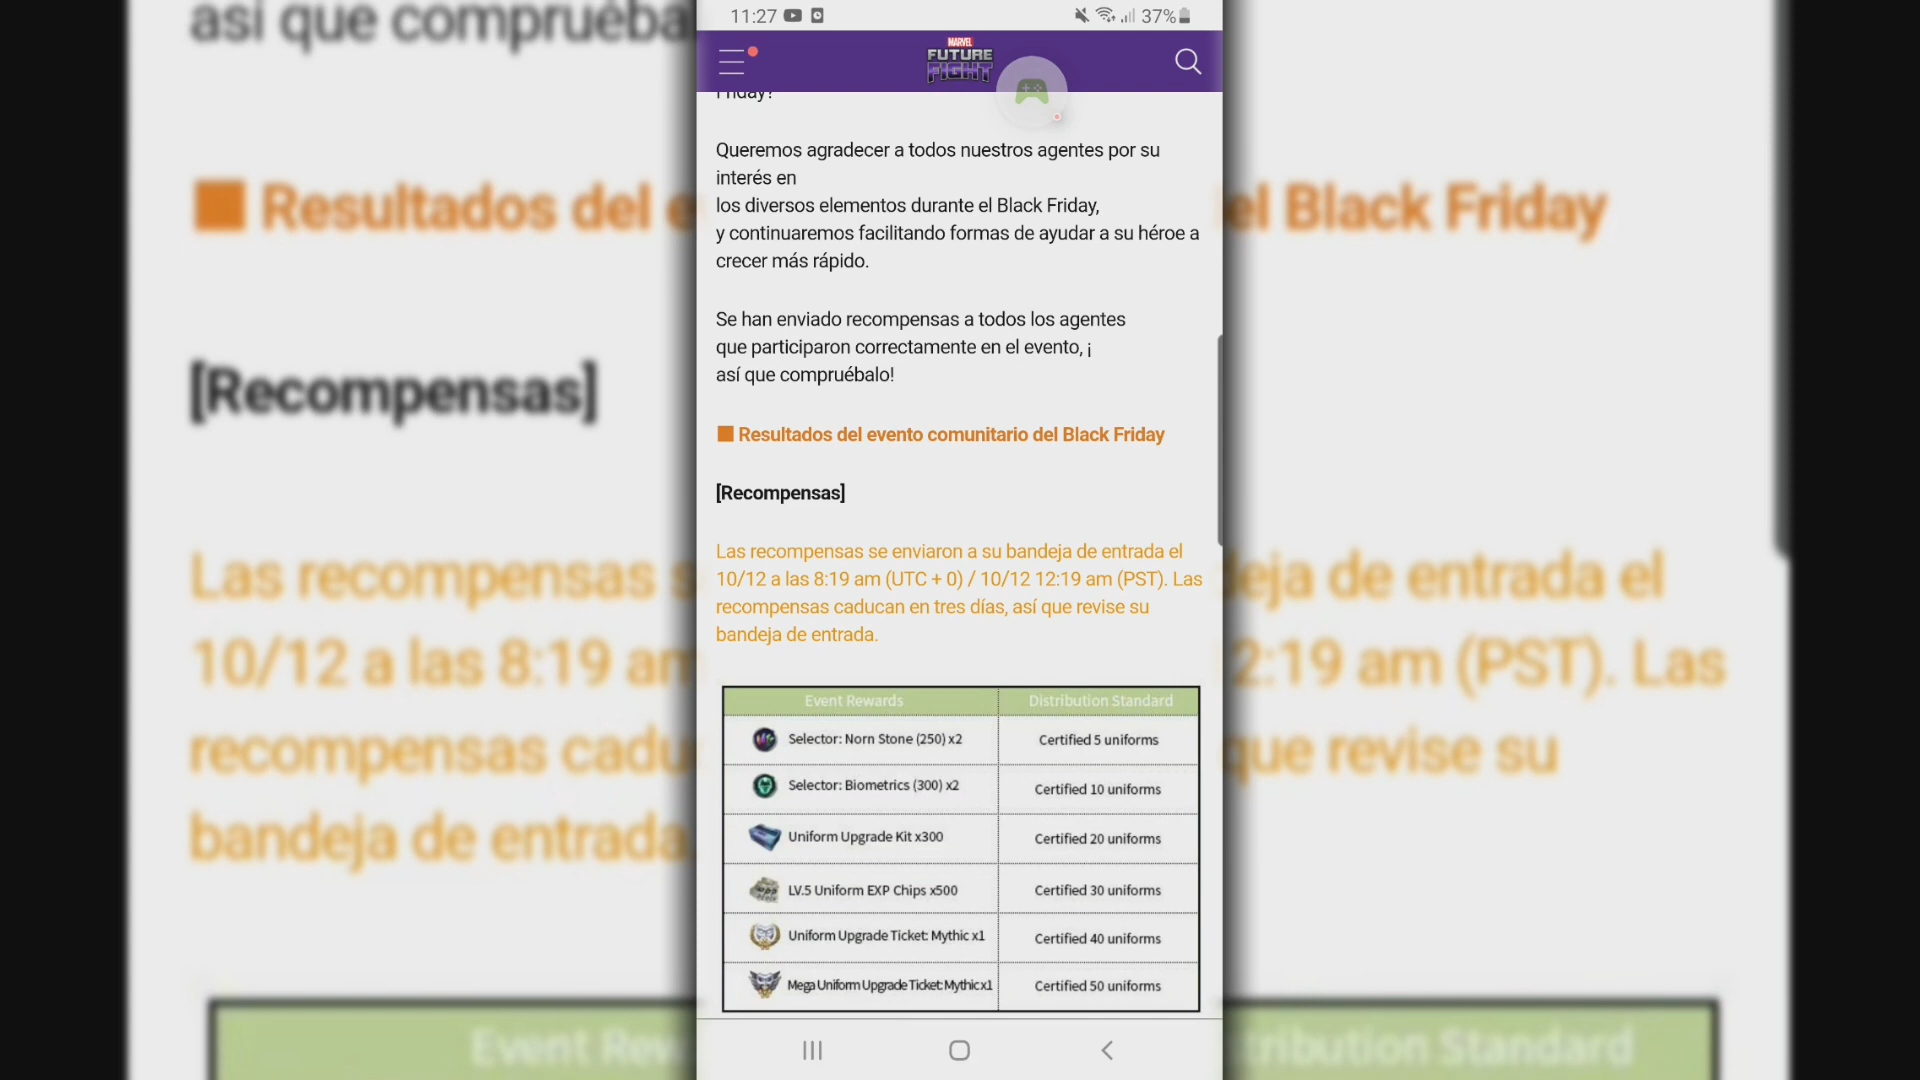 11:27
37%
MARVEL
FUTURE
FIGHT
Friday?
Queremos agradecer a todos nuestros agentes por su
interés en
los diversos elementos durante el Black Friday,
y continuaremos facilitando formas de ayudar a su héroe a
crecer más rápido.
Se han enviado recompensas a todos los agentes
que participaron correctamente en el evento, ¡
así que compruébalo!
Resultados del evento comunitario del Black Friday
[Recompensas]
Las recompensas se enviaron a su bandeja de entrada el
10/12 a las 8:19 am (UTC + 0) / 10/12 12:19 am (PST). Las
recompensas caducan en tres días, así que revise su
bandeja de entrada.
Event Rewards Distribution Standard
Selector: Norn Stone (250) x2 Certified 5 uniforms
Selector: Biometrics (300) x2 Certified 10 uniforms
Uniform Upgrade Kit x300 Certified 20 uniforms
LV.5 Uniform EXP Chips x500 Certified 30 uniforms
Uniform Upgrade Ticket: Mythic x1 Certified 40 uniforms
Mega Uniform Upgrade Ticket: Mythic x1 Certified 50 uniforms
así que comprueba
Resultados del e
el Black Friday
[Recompensas]
Las recompensas s
deja de entrada el
10/12 a las 8:19 am
2:19 am (PST). Las
recompensas cadu
que revise su
bandeja de entrada.
Event Rew
tribution Standard